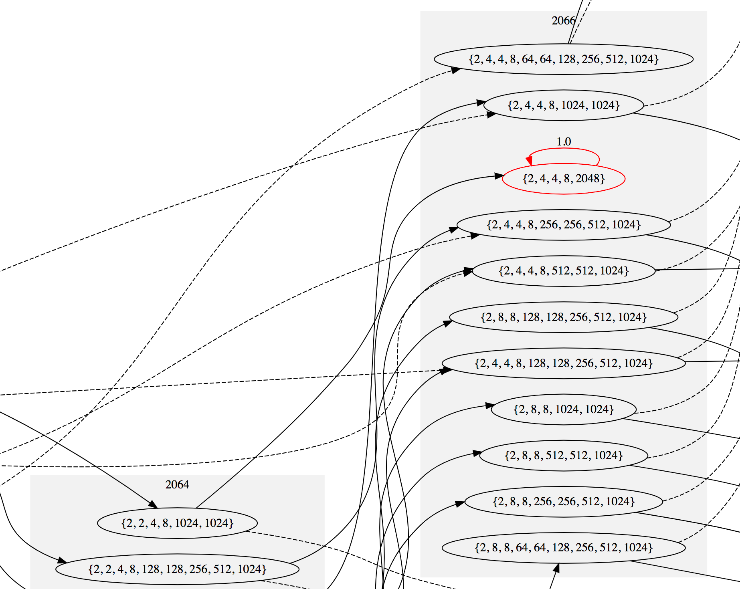 2066
{2, 4, 4, 8, 64, 64, 128, 256, 512, 1024}
{2, 4, 4, 8, 1024, 1024}
1.0
{2, 4, 4, 8, 2048}
{2, 4, 4, 8, 256, 256, 512, 1024}
{2, 4, 4, 8, 512, 512, 1024}
{2, 8, 8, 128, 128, 256, 512, 1024}
{2, 4, 4, 8, 128, 128, 256, 512, 1024}
{2, 8, 8, 1024, 1024}
{2, 8, 8, 512, 512, 1024}
{2, 8, 8, 256, 256, 512, 1024}
{2, 8, 8, 64, 64, 128, 256, 512, 1024}
2064
{2, 2, 4, 8, 1024, 1024}
{2, 2, 4, 8, 128, 128, 256, 512, 1024}